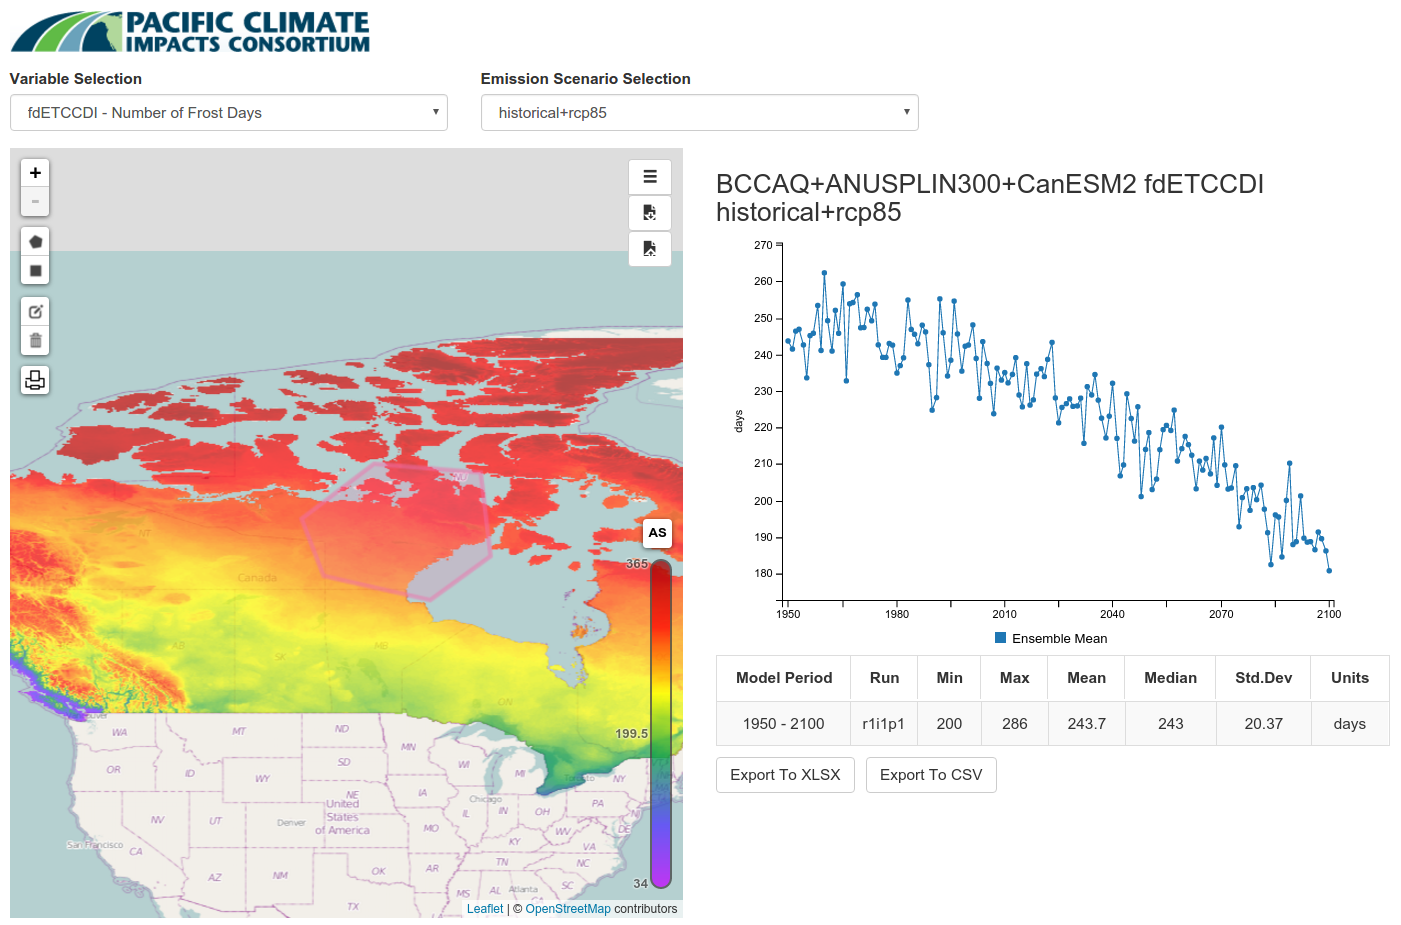 PACIFIC CLIMATE
IMPACTS CONSORTIUM
Variable Selection
Emission Scenario Selection
fdETCCDI - Number of Frost Days
historical+rcp85
+
-
AS
365
199.5
34
NT
NU
Canada
AB
SK
MB
ON
WA
MT
ND
MN
OR
ID
WY
SD
WI
MI
Toronto
NY
NE
IA
Chicago
PA
NV
UT
Denver
United
States
of America
IL
IN
OH
NJ
MO
WV
DE
San Francisco
CA
KY
VA
AZ
NM
OK
AR
TN
NC
MS
AL
Atlanta
SC
TX
Leaflet | © OpenStreetMap contributors
BCCAQ+ANUSPLIN300+CanESM2 fdETCCDI
historical+rcp85
270
260
250
240
230
220
210
200
190
180
days
1950
1980
2010
2040
2070
2100
Ensemble Mean
Model Period Run Min Max Mean Median Std.Dev Units
1950 - 2100 r1i1p1 200 286 243.7 243 20.37 days
Export To XLSX
Export To CSV